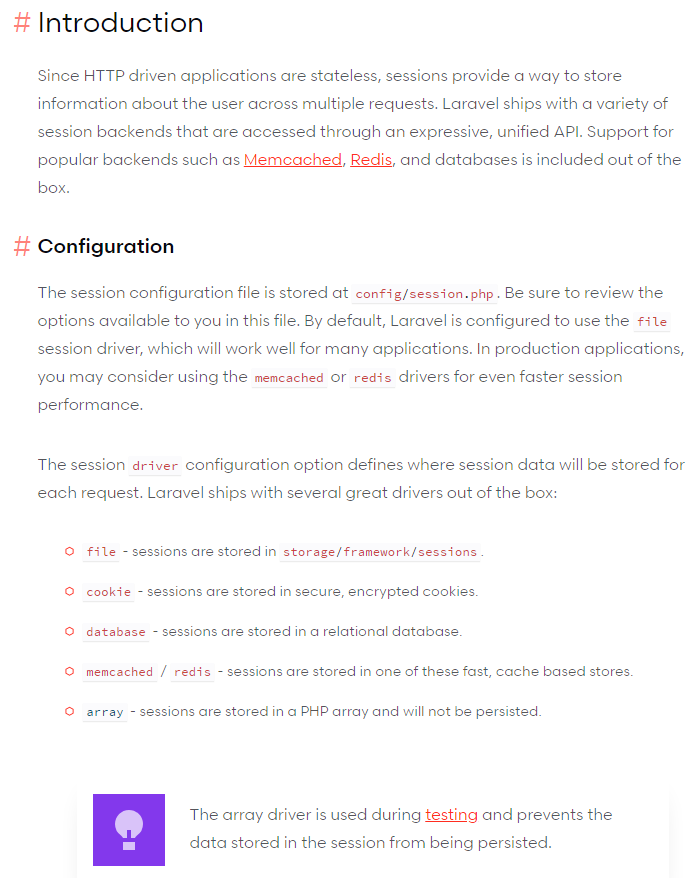 # Introduction
Since HTTP driven applications are stateless, sessions provide a way to store
information about the user across multiple requests. Laravel ships with a variety of
session backends that are accessed through an expressive, unified API. Support for
popular backends such as Memcached, Redis, and databases is included out of the
box.
# Configuration
The session configuration file is stored at config/session.php. Be sure to review the
options available to you in this file. By default, Laravel is configured to use the file
session driver, which will work well for many applications. In production applications,
you may consider using the memcached or redis drivers for even faster session
performance.
The session driver configuration option defines where session data will be stored for
each request. Laravel ships with several great drivers out of the box:
file - sessions are stored in storage/framework/sessions.
cookie - sessions are stored in secure, encrypted cookies.
database - sessions are stored in a relational database.
memcached / redis - sessions are stored in one of these fast, cache based stores.
array - sessions are stored in a PHP array and will not be persisted.
The array driver is used during testing and prevents the
data stored in the session from being persisted.